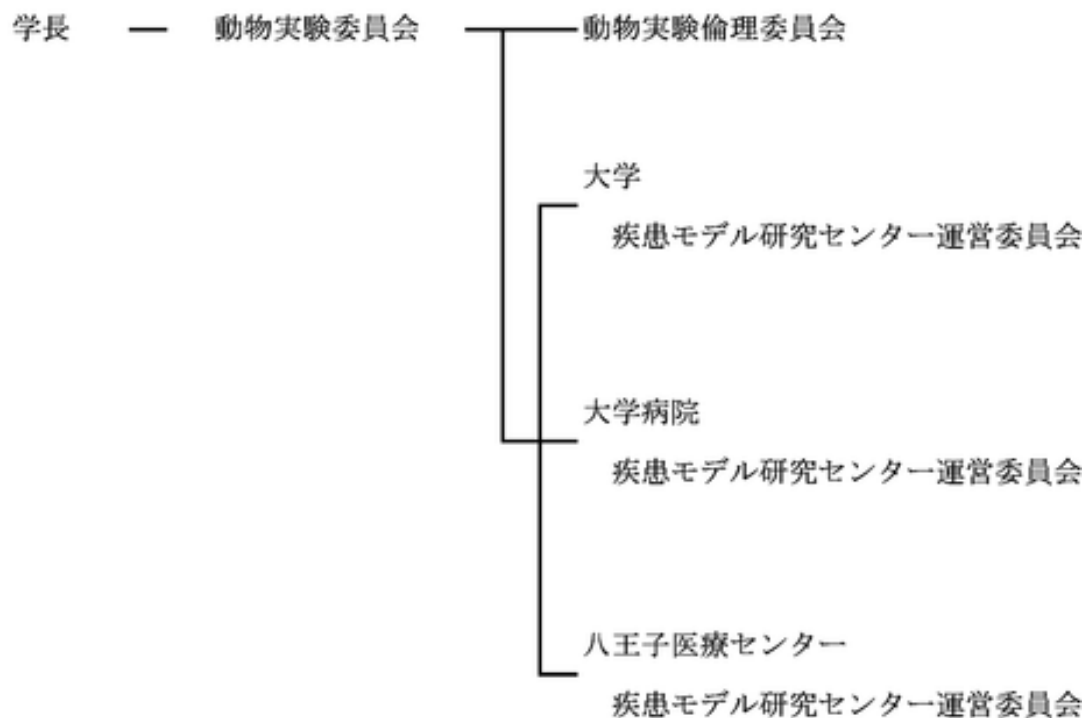 学長 動物実験委員会 動物実験倫理委員会
大学
疾患モデル研究センター運営委員会
大学病院
疾患モデル研究センター運営委員会
八王子医療センター
疾患モデル研究センター運営委員会